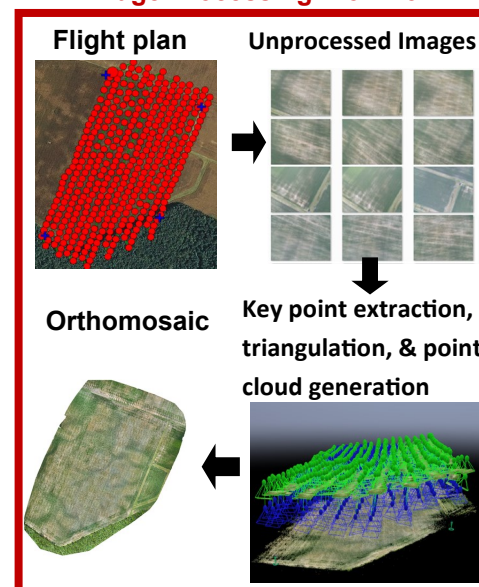 Flight plan
Unprocessed Images
Key point extraction,
triangulation, & point
cloud generation
Orthomosaic